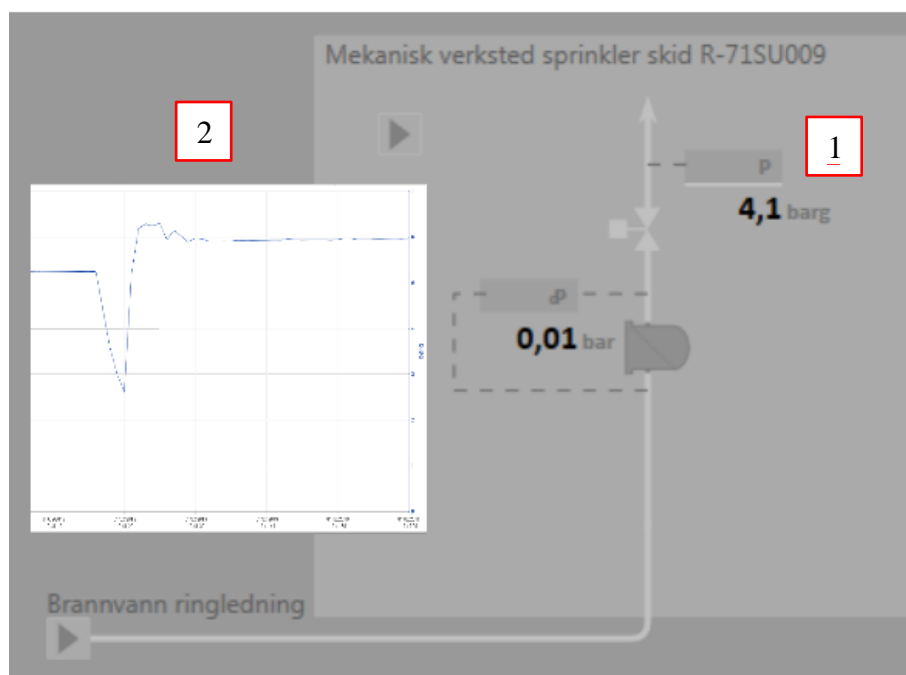 Mekanisk verksted sprinkler skid R-71SU009
2
1
P
4,1 barg
dP
0,01 bar
Brannvann ringledning